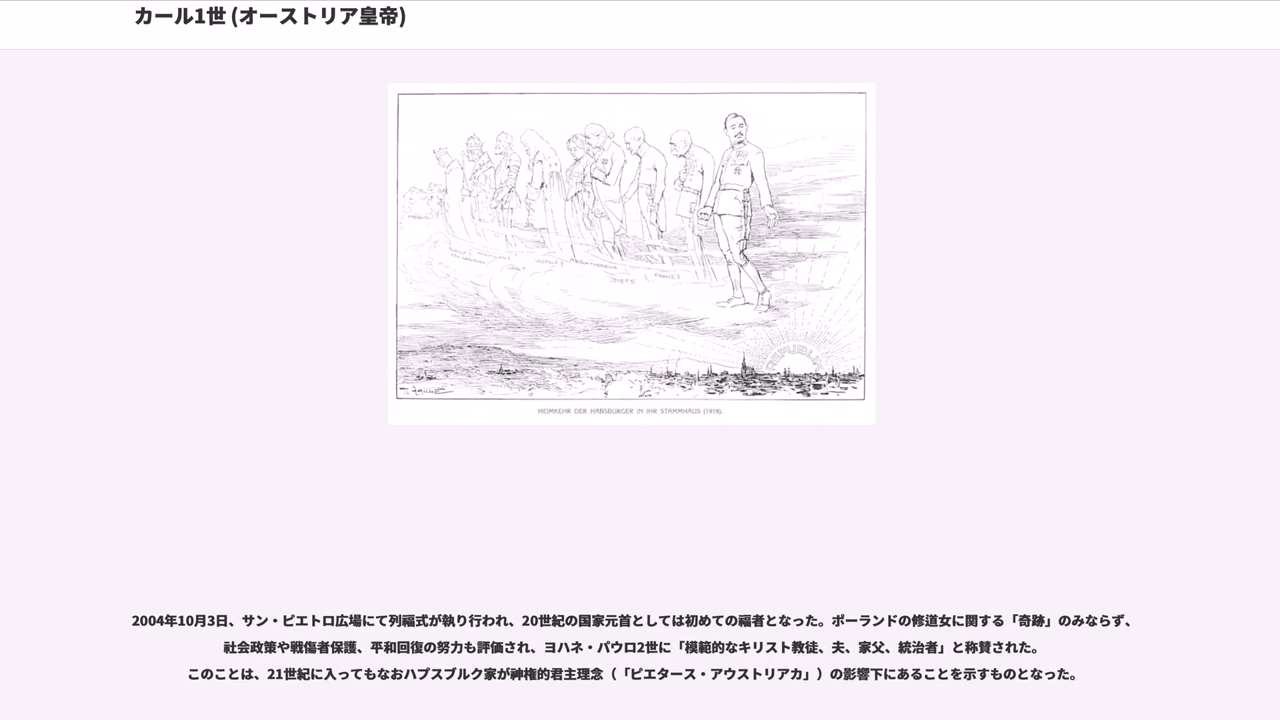 カール1世 (オーストリア皇帝)
HEIMKEHR DER HABSBURGER IN IHR STAMMHAUS (1919).
2004年10月3日、サン・ピエトロ広場にて列福式が執り行われ、20世紀の国家元首としては初めての福者となった。ポーランドの修道女に関する「奇跡」のみならず、
社会政策や戦傷者保護、平和回復の努力も評価され、ヨハネ・パウロ2世に「模範的なキリスト教徒、夫、家父、統治者」と称賛された。
このことは、21世紀に入ってもなおハプスブルク家が神権的君主理念（「ピエタース・アウストリアカ」）の影響下にあることを示すものとなった。